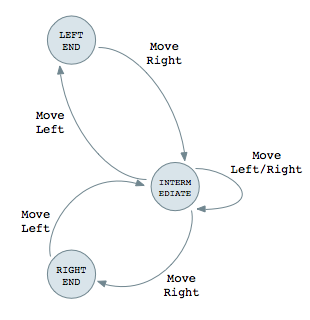 LEFT
END
Move
Right
Move
Left
Move
Left/Right
INTERM
EDIATE
Move
Left
RIGHT
END
Move
Right